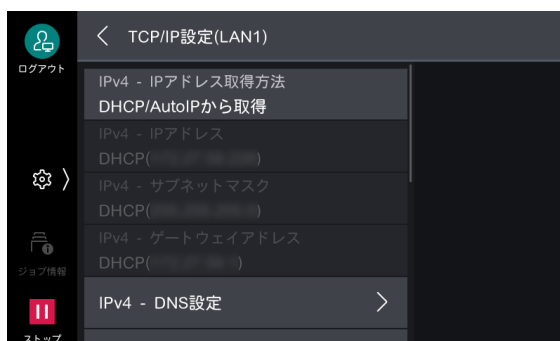 TCP/IP設定(LAN1)
ログアウト
IPv4 - IPアドレス取得方法
DHCP/AutoIPから取得
IPv4 - IPアドレス
DHCP( )
IPv4 - サブネットマスク
DHCP( )
IPv4 - ゲートウェイアドレス
DHCP( )
ジョブ情報
IPv4 - DNS設定
ストップ